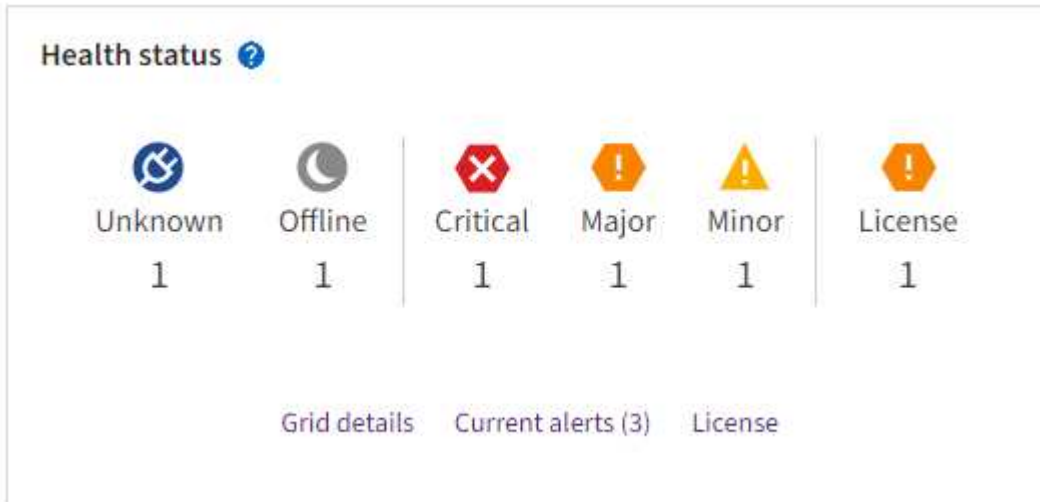 Health status ?
Unknown Offline Critical Major Minor License
1 1 1 1 1 1
Grid details Current alerts (3) License